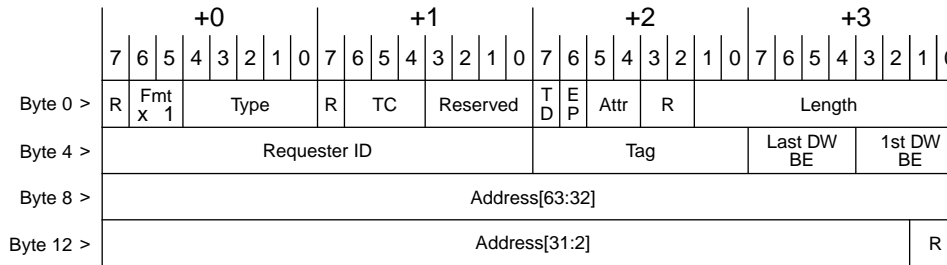 +0 +1 +2 +3
7 6 5 4 3 2 1 0 7 6 5 4 3 2 1 0 7 6 5 4 3 2 1 0 7 6 5 4 3 2 1
Byte 0 > R Fmt x 1 Type R TC Reserved T D E P Attr R Length
Byte 4 > Requester ID Tag Last DW BE 1st DW BE
Byte 8 > Address[63:32]
Byte 12 > Address[31:2] R